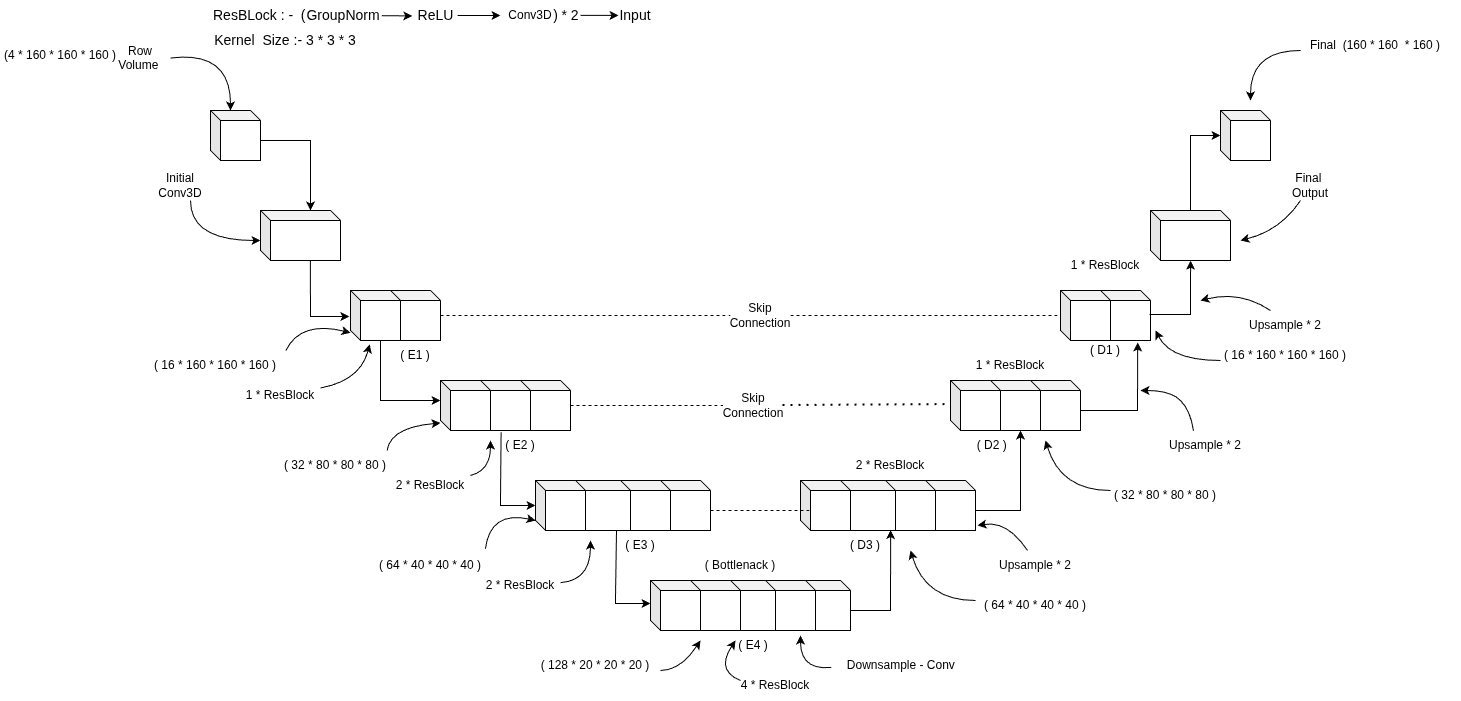 ResBLock : - (GroupNorm ReLU Conv3D ) * 2 Input
Kernel Size :- 3 * 3 * 3
(4 * 160 * 160 * 160 )
Row
Volume
Final (160 * 160 * 160 )
Initial
Conv3D
Final
Output
1 * ResBlock
Skip
Connection
Upsample * 2
( E1 )
( D1 )
( 16 * 160 * 160 * 160 )
( 16 * 160 * 160 * 160 )
1 * ResBlock
1 * ResBlock
Skip
Connection
( E2 )
( D2 )
Upsample * 2
( 32 * 80 * 80 * 80 )
2 * ResBlock
2 * ResBlock
( 32 * 80 * 80 * 80 )
( E3 )
( D3 )
( 64 * 40 * 40 * 40 )
( Bottlenack )
Upsample * 2
2 * ResBlock
( 64 * 40 * 40 * 40 )
( E4 )
( 128 * 20 * 20 * 20 )
Downsample - Conv
4 * ResBlock